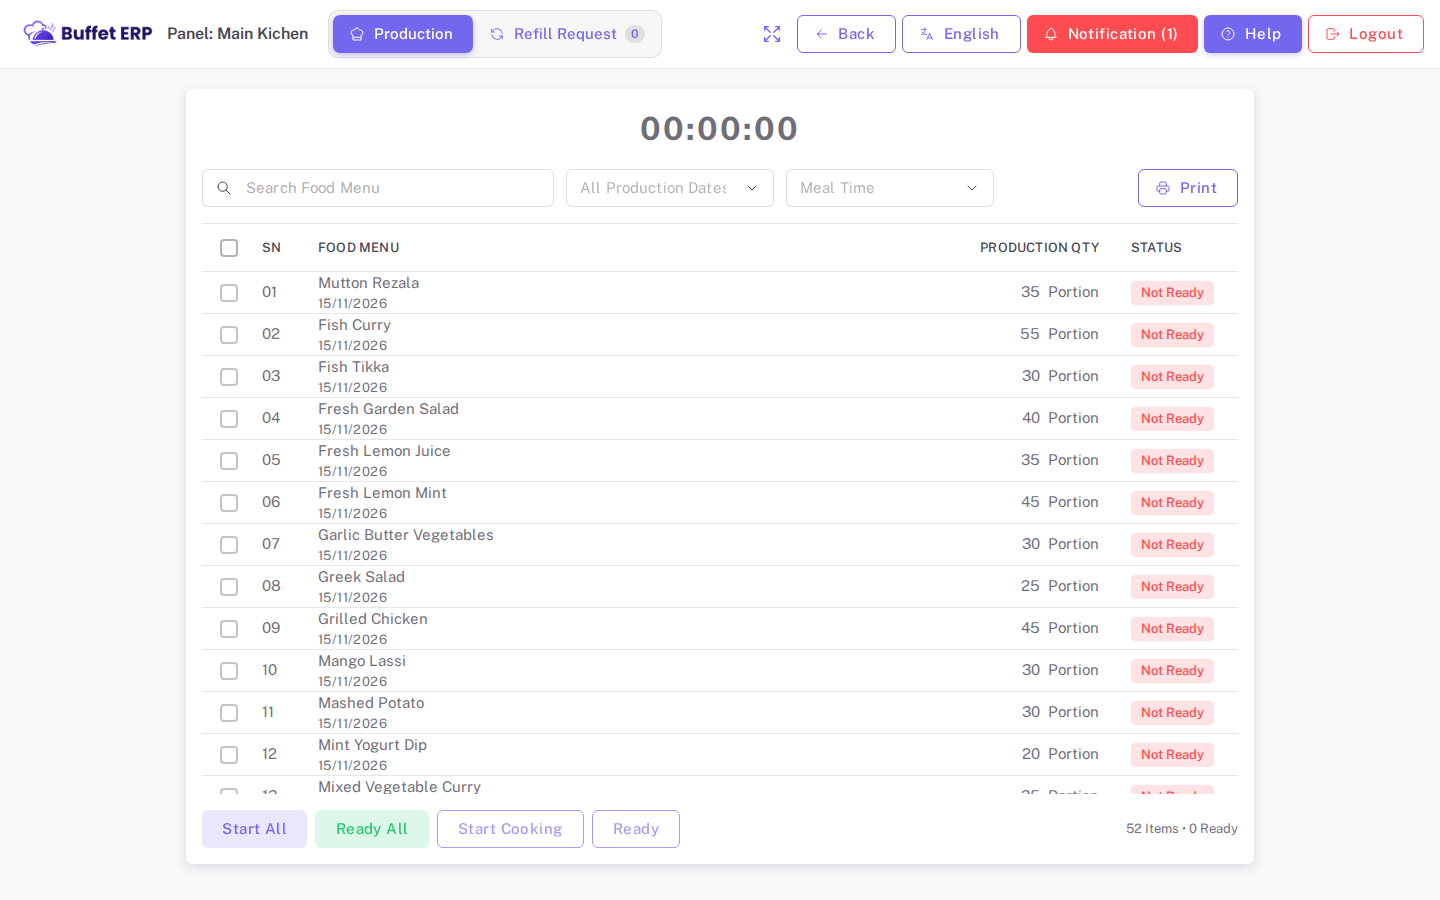 Buffet ERP Panel: Main Kichen Production Refill Request 0 Back English Notification (1) Help Logout
00:00:00
Search Food Menu All Production Dates Meal Time Print
SN FOOD MENU PRODUCTION QTY STATUS
01 Mutton Rezala 35 Portion Not Ready
15/11/2026
02 Fish Curry 55 Portion Not Ready
15/11/2026
03 Fish Tikka 30 Portion Not Ready
15/11/2026
04 Fresh Garden Salad 40 Portion Not Ready
15/11/2026
05 Fresh Lemon Juice 35 Portion Not Ready
15/11/2026
06 Fresh Lemon Mint 45 Portion Not Ready
15/11/2026
07 Garlic Butter Vegetables 30 Portion Not Ready
15/11/2026
08 Greek Salad 25 Portion Not Ready
15/11/2026
09 Grilled Chicken 45 Portion Not Ready
15/11/2026
10 Mango Lassi 30 Portion Not Ready
15/11/2026
11 Mashed Potato 30 Portion Not Ready
15/11/2026
12 Mint Yogurt Dip 20 Portion Not Ready
15/11/2026
Mixed Vegetable Curry
Start All Ready All Start Cooking Ready 52 Items • 0 Ready